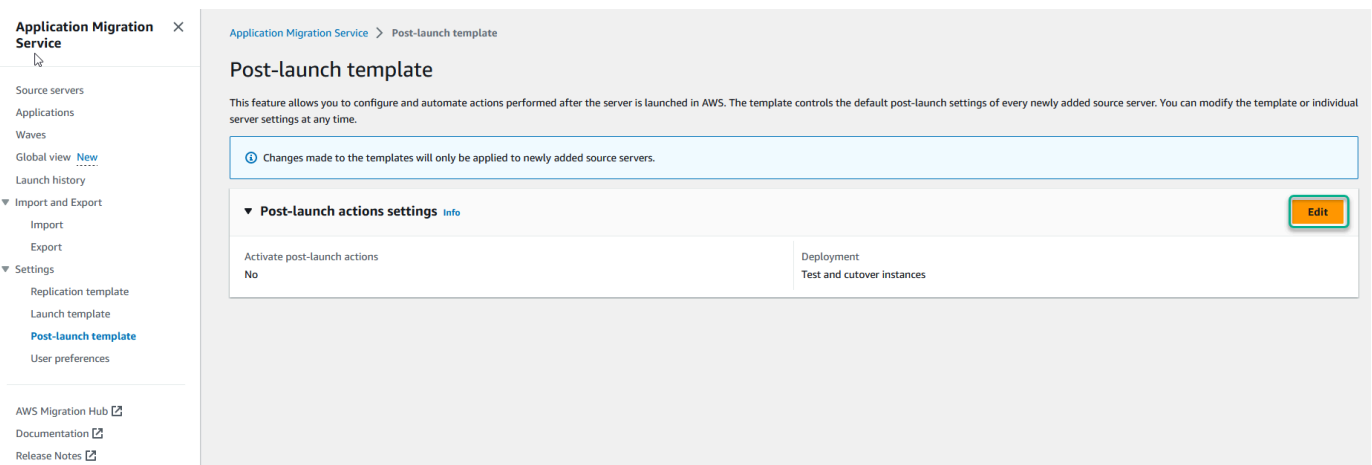 Application Migration
Service
Source servers
Applications
Waves
Global view New
Launch history
Import and Export
Import
Export
Settings
Replication template
Launch template
Post-launch template
User preferences
AWS Migration Hub
Documentation
Release Notes
Application Migration Service > Post-launch template
Post-launch template
This feature allows you to configure and automate actions performed after the server is launched in AWS. The template controls the default post-launch settings of every newly added source server. You can modify the template or individual
server settings at any time.
Changes made to the templates will only be applied to newly added source servers.
Post-launch actions settings Info
Edit
Activate post-launch actions
No
Deployment
Test and cutover instances